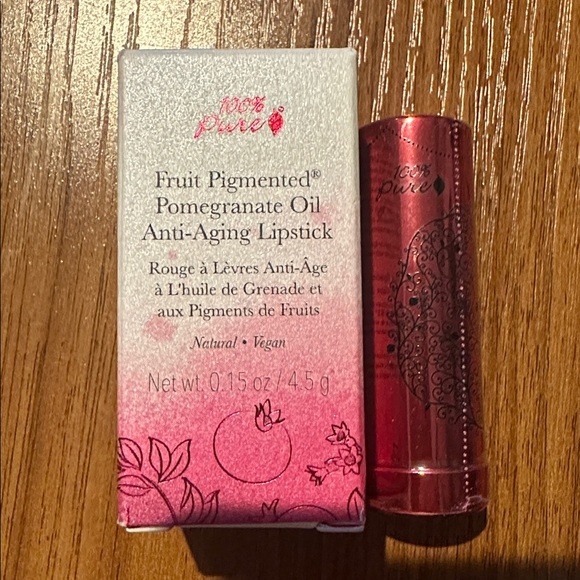 100%
Pure
Fruit Pigmented®
Pomegranate Oil
Anti-Aging Lipstick
Rouge à Lèvres Anti-Âge
à L'huile de Grenade et
aux Pigments de Fruits
Natural • Vegan
Net wt. 0.15 oz / 4.5 g
100%
Pure